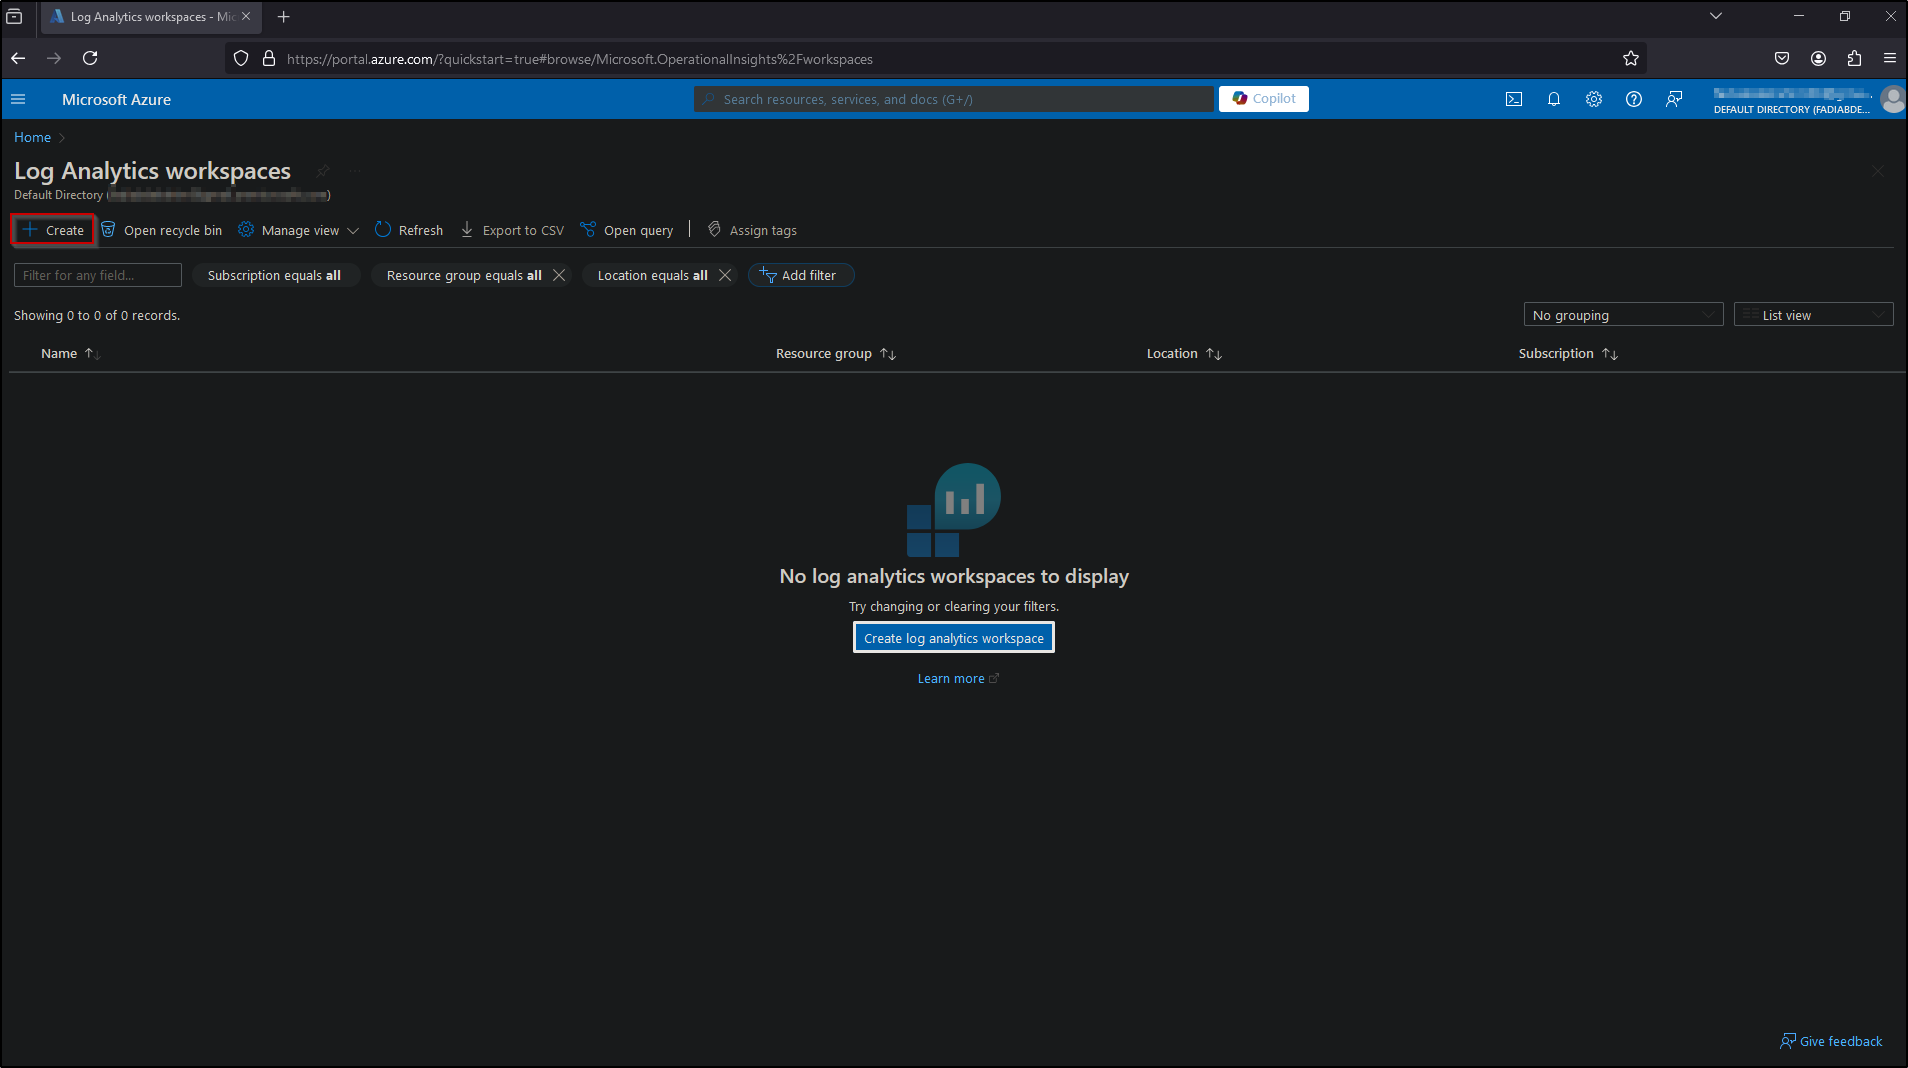 Log Analytics workspaces - Mic
https://portal.azure.com/?quickstart=true#browse/Microsoft.OperationalInsights%2Fworkspaces
Microsoft Azure
Search resources, services, and docs (G+/)
Copilot
DEFAULT DIRECTORY (FADIABDE...
Home
Log Analytics workspaces
Default Directory (
)
Create
Open recycle bin
Manage view
Refresh
Export to CSV
Open query
Assign tags
Filter for any field...
Subscription equals all
Resource group equals all
Location equals all
Add filter
Showing 0 to 0 of 0 records.
No grouping
List view
Name
Resource group
Location
Subscription
No log analytics workspaces to display
Try changing or clearing your filters.
Create log analytics workspace
Learn more
Give feedback